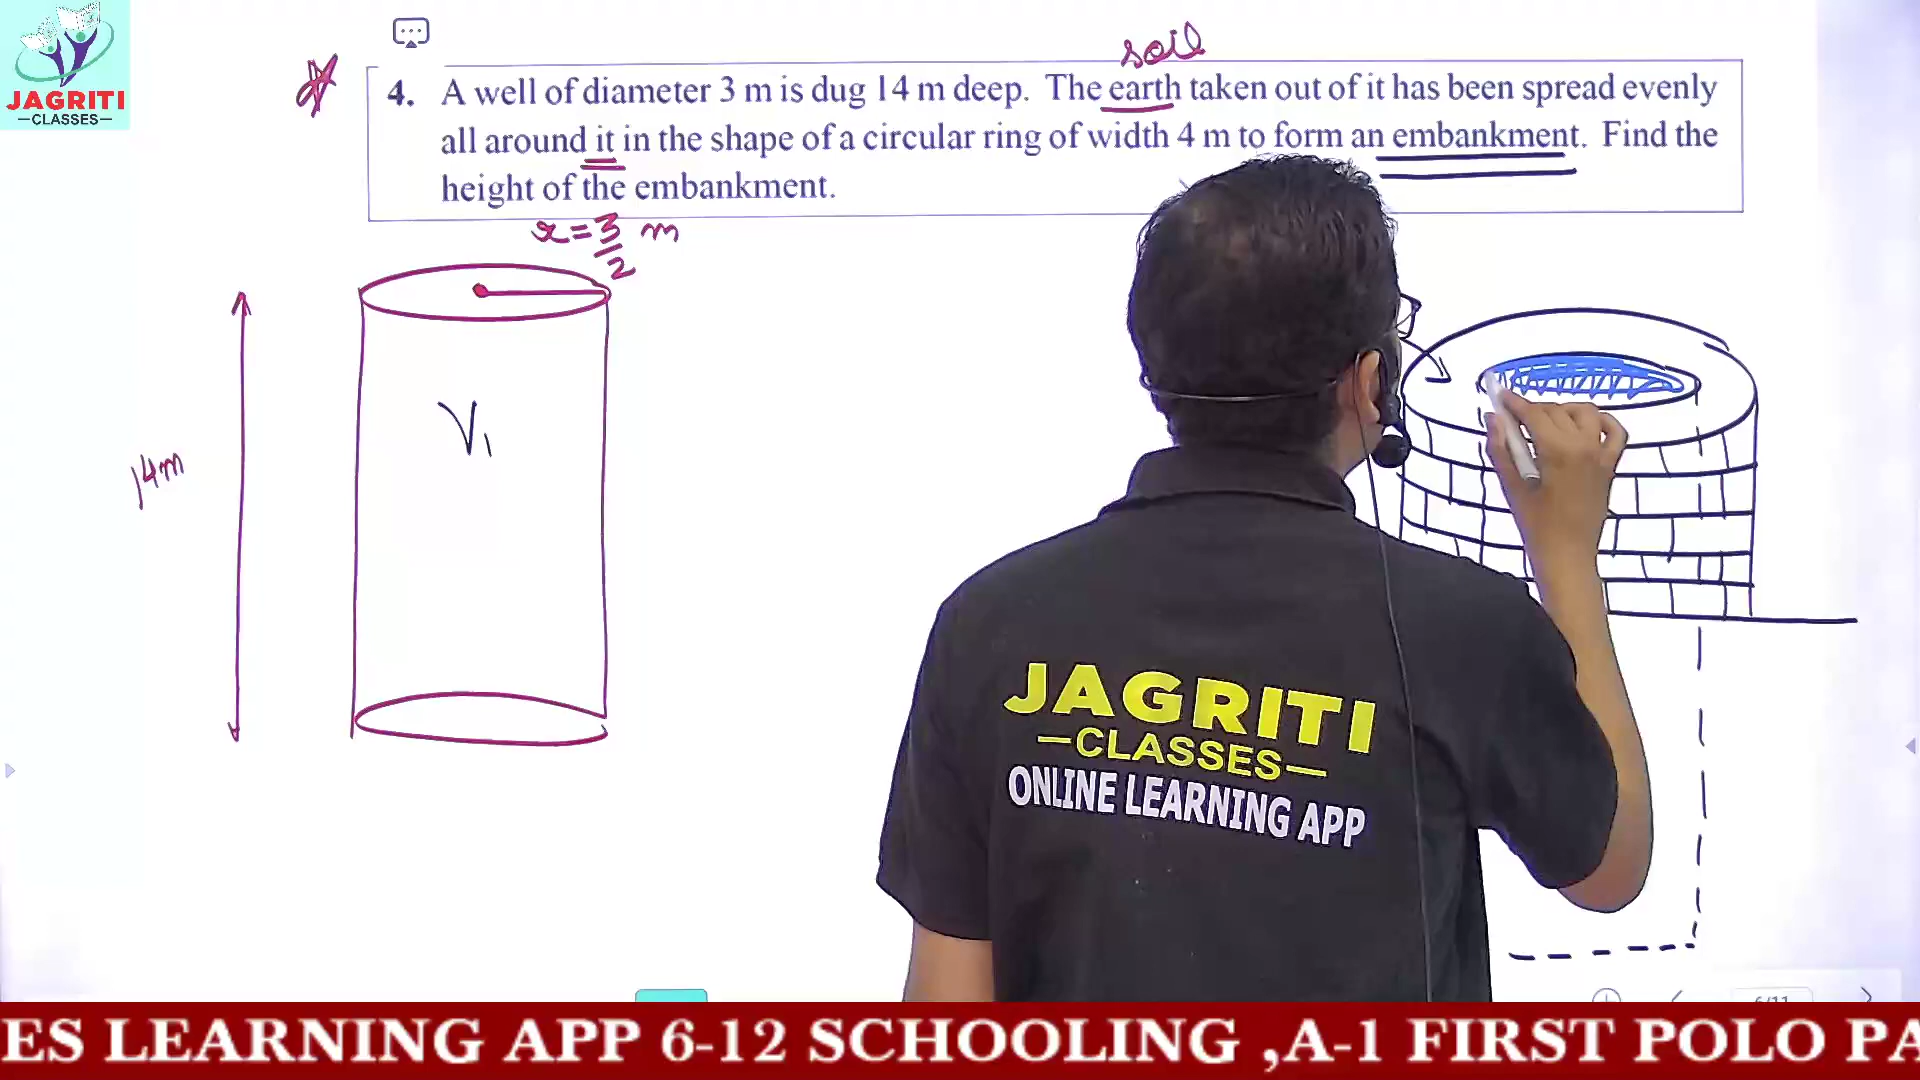 JAGRITI
—CLASSES—
soil
4. A well of diameter 3 m is dug 14 m deep. The earth taken out of it has been spread evenly
all around it in the shape of a circular ring of width 4 m to form an embankment. Find the
height of the embankment.
r = 3/2 m
14m
V₁
JAGRITI
—CLASSES—
ONLINE LEARNING APP
6/11
ES LEARNING APP 6-12 SCHOOLING ,A-1 FIRST POLO PA